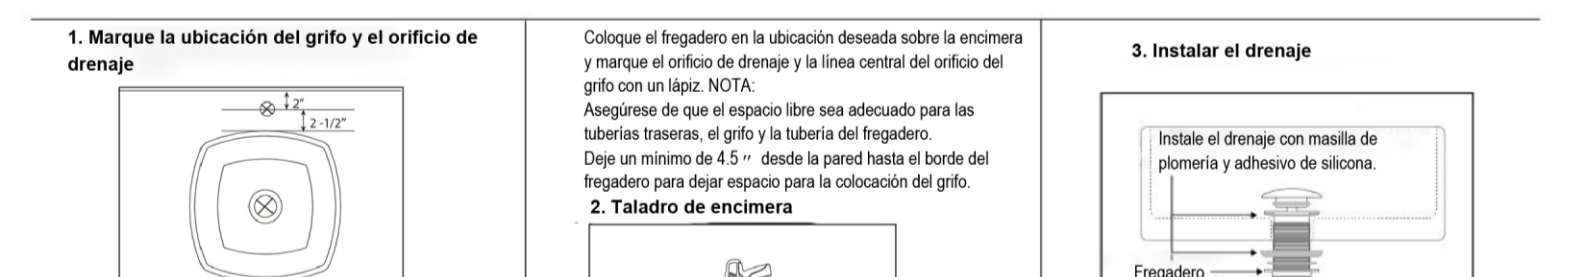 1. Marque la ubicación del grifo y el orificio de
drenaje
2"
2 -1/2"
Coloque el fregadero en la ubicación deseada sobre la encimera
y marque el orificio de drenaje y la línea central del orificio del
grifo con un lápiz. NOTA:
Asegúrese de que el espacio libre sea adecuado para las
tuberías traseras, el grifo y la tubería del fregadero.
Deje un mínimo de 4.5 " desde la pared hasta el borde del
fregadero para dejar espacio para la colocación del grifo.
2. Taladro de encimera
3. Instalar el drenaje
Instale el drenaje con masilla de
plomería y adhesivo de silicona.
Fregadero